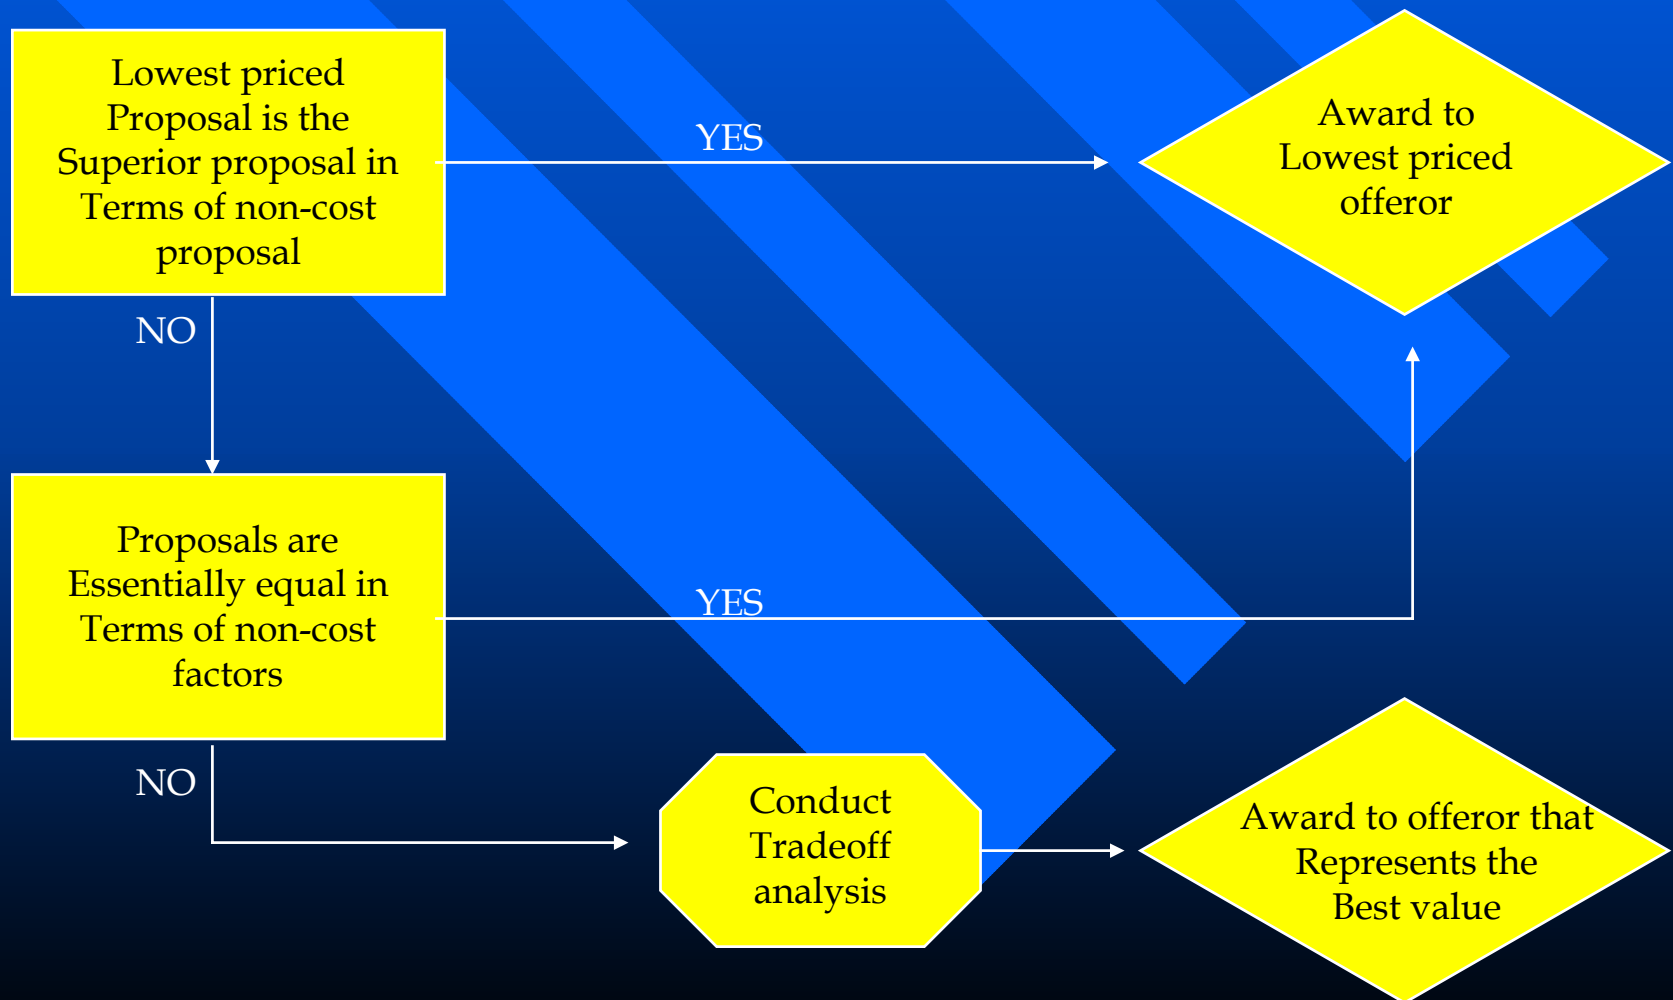 Lowest priced
Proposal is the
Superior proposal in
Terms of non-cost
proposal
YES
Award to
Lowest priced
offeror
NO
Proposals are
Essentially equal in
Terms of non-cost
factors
YES
NO
Conduct
Tradeoff
analysis
Award to offeror that
Represents the
Best value